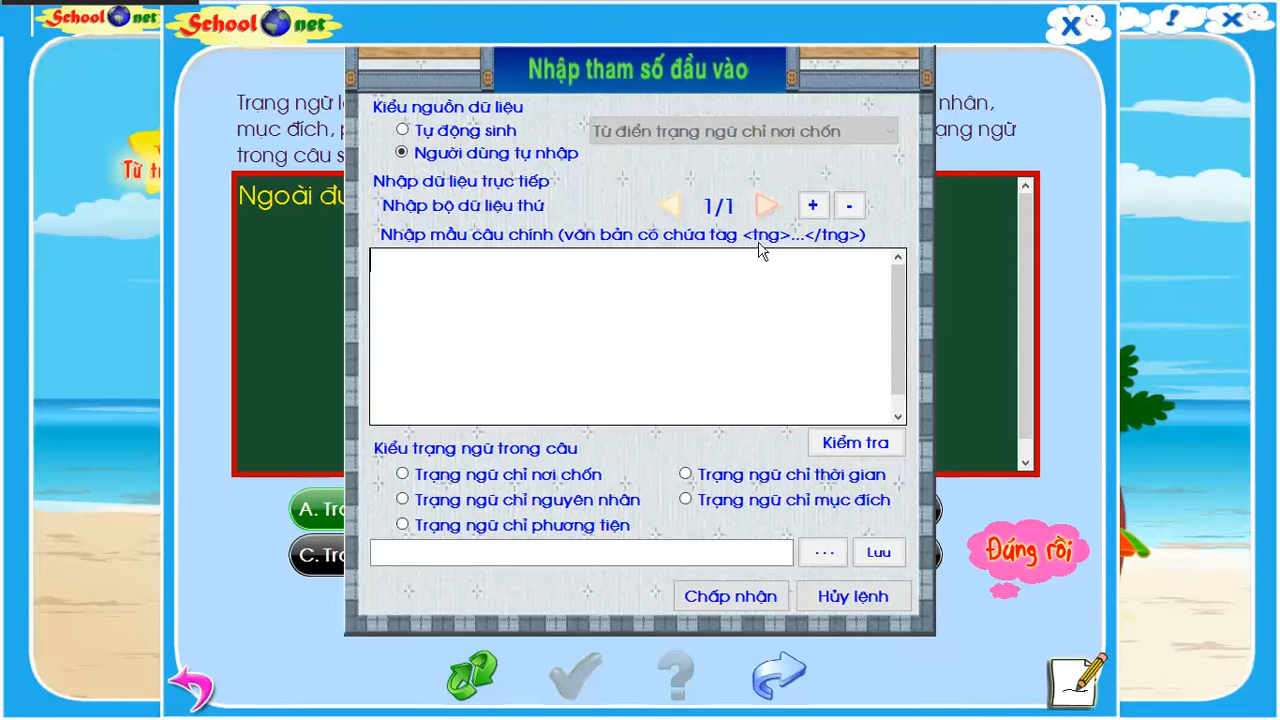 School net
School net
X
! X
Nhập tham số đầu vào
Trạng ngữ
nhân,
mục đích,
ạng ngữ
trong câu
Từ
Ngoài
Kiểu nguồn dữ liệu
Tự động sinh
Từ điển trạng ngữ chỉ nơi chốn
Người dùng tự nhập
Nhập dữ liệu trực tiếp
Nhập bộ dữ liệu thứ
1/1
+ -
Nhập mẫu câu chính (văn bản có chứa tag <tng>...</tng>)
Kiểm tra
Kiểu trạng ngữ trong câu
Trạng ngữ chỉ nơi chốn
Trạng ngữ chỉ thời gian
Trạng ngữ chỉ nguyên nhân
Trạng ngữ chỉ mục đích
Trạng ngữ chỉ phương tiện
A. Trạ
C. Trạ
... Lưu
Đúng rồi
Chấp nhận
Hủy lệnh
?